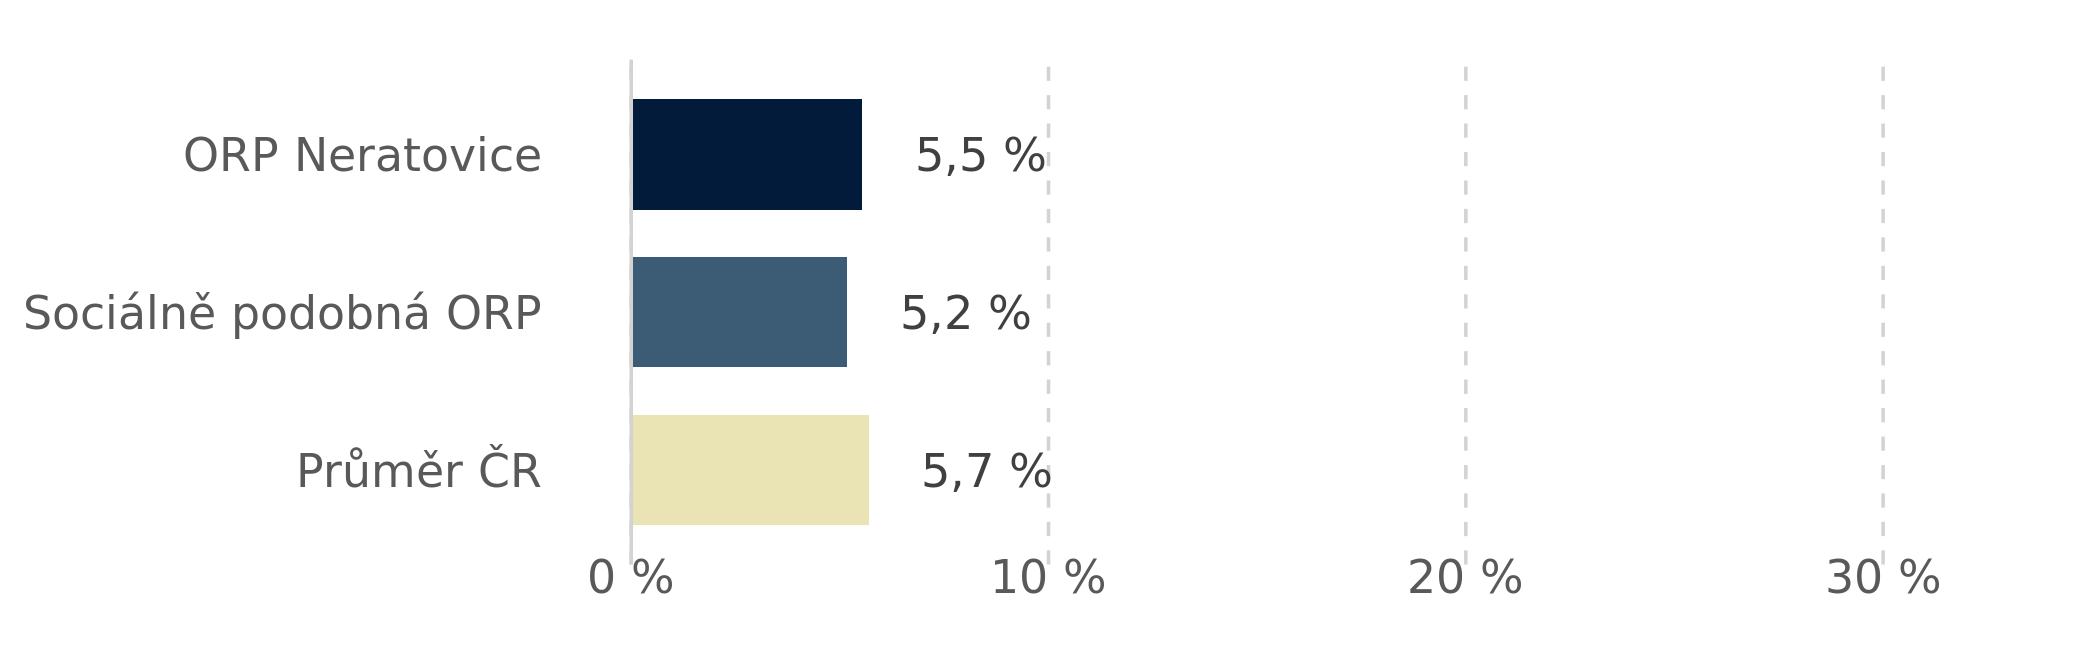 ORP Neratovice 5,5 %
Sociálně podobná ORP 5,2 %
Průměr ČR 5,7 %
0 % 10 % 20 % 30 %